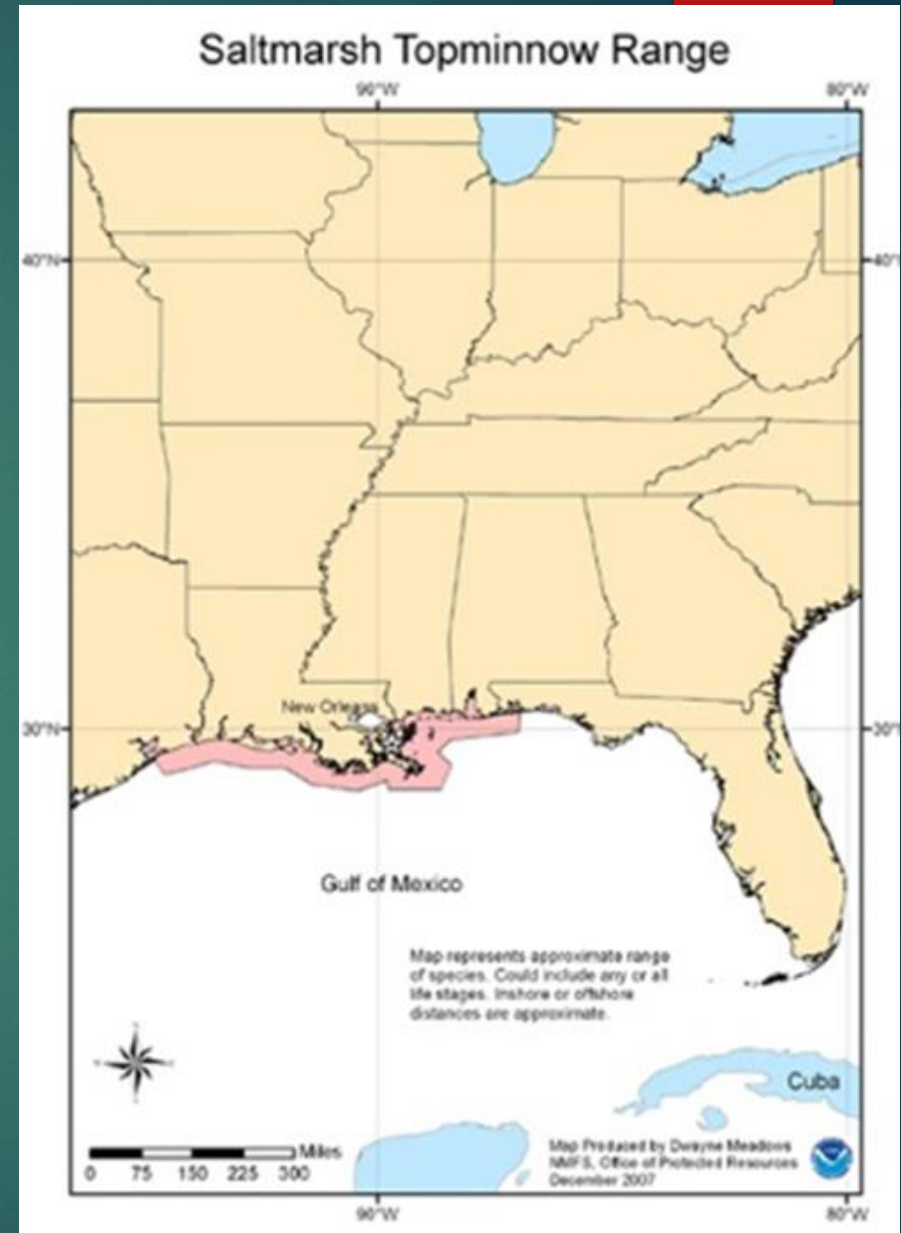 Saltmarsh Topminnow Range
90°W 80°W
40°N 40°
New Orleans
30°N
Gulf of Mexico
Map represents approximate range
of species. Could include any or all
life stages. Inshore or offshore
distances are approximate.
Cuba
Miles
0 75 150 225 300
Map Produced by Dwayne Meadows
NMFS, Office of Protected Resources
December 2007
90°W 80°W